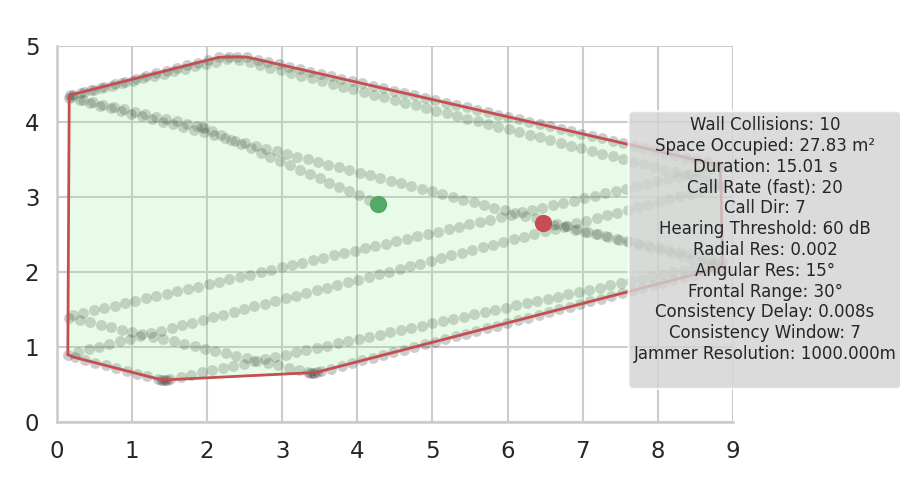 5
4
3
2
1
0
0 1 2 3 4 5 6 7 8 9
Wall Collisions: 10
Space Occupied: 27.83 m²
Duration: 15.01 s
Call Rate (fast): 20
Call Dir: 7
Hearing Threshold: 60 dB
Radial Res: 0.002
Angular Res: 15°
Frontal Range: 30°
Consistency Delay: 0.008s
Consistency Window: 7
Jammer Resolution: 1000.000m